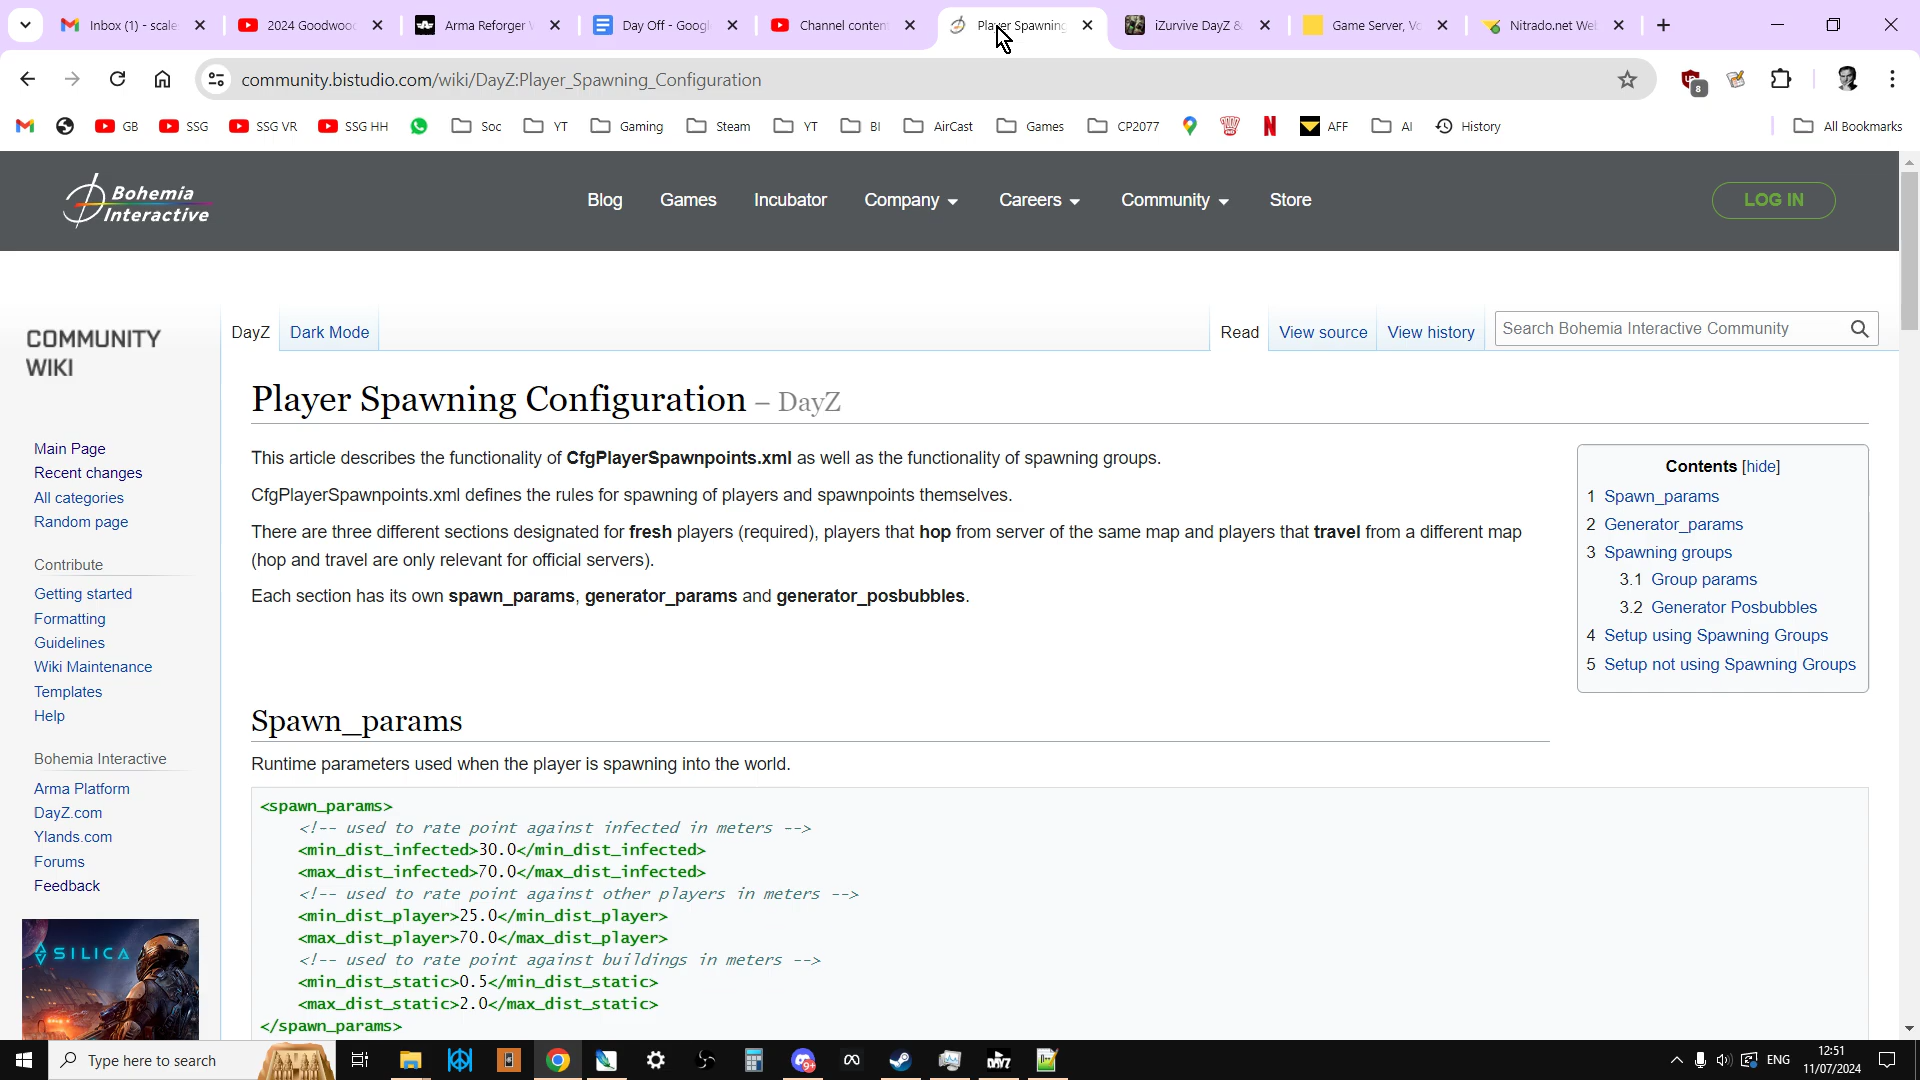 Inbox (1) - scale
2024 Goodwood
Arma Reforger
Day Off - Googl
Channel conten
Player Spawning
iZurvive DayZ &
Game Server, Vo
Nitrado.net We
community.bistudio.com/wiki/DayZ:Player_Spawning_Configuration
8
GB
SSG
SSG VR
SSG HH
Soc
YT
Gaming
Steam
YT
BI
AirCast
Games
CP2077
AFF
AI
History
All Bookmarks
Bohemia
Interactive
Blog
Games
Incubator
Company
Careers
Community
Store
LOG IN
COMMUNITY
WIKI
DayZ
Dark Mode
Read
View source
View history
Search Bohemia Interactive Community
Main Page
Recent changes
All categories
Random page
Contribute
Getting started
Formatting
Guidelines
Wiki Maintenance
Templates
Help
Bohemia Interactive
Arma Platform
DayZ.com
Ylands.com
Forums
Feedback
SILICA
Player Spawning Configuration – DayZ
This article describes the functionality of CfgPlayerSpawnpoints.xml as well as the functionality of spawning groups.
CfgPlayerSpawnpoints.xml defines the rules for spawning of players and spawnpoints themselves.
There are three different sections designated for fresh players (required), players that hop from server of the same map and players that travel from a different map
(hop and travel are only relevant for official servers).
Each section has its own spawn_params, generator_params and generator_posbubbles.
Contents [hide]
1 Spawn_params
2 Generator_params
3 Spawning groups
3.1 Group params
3.2 Generator Posbubbles
4 Setup using Spawning Groups
5 Setup not using Spawning Groups
Spawn_params
Runtime parameters used when the player is spawning into the world.
<spawn_params>
<!-- used to rate point against infected in meters -->
<min_dist_infected>30.0</min_dist_infected>
<max_dist_infected>70.0</max_dist_infected>
<!-- used to rate point against other players in meters -->
<min_dist_player>25.0</min_dist_player>
<max_dist_player>70.0</max_dist_player>
<!-- used to rate point against buildings in meters -->
<min_dist_static>0.5</min_dist_static>
<max_dist_static>2.0</max_dist_static>
</spawn_params>
Type here to search
9+
DAYZ
ENG
12:51
11/07/2024